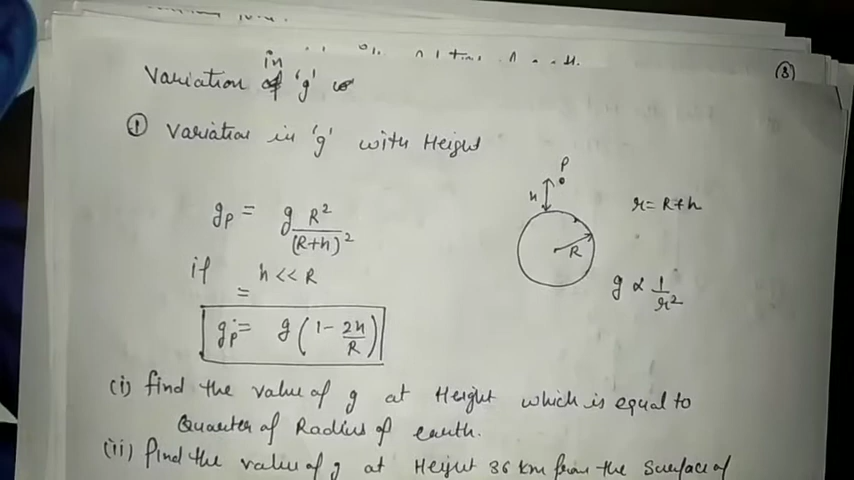 in
Variation of 'g'
(8)
① Variation in 'g' with Height
P
h
R
r = R+h
g ∝ 1/r²
gp = g R²/(R+h)²
if h << R
gp = g (1 - 2h/R)
(i) find the value of g at Height which is equal to
Quarter of Radius of earth.
(ii) find the value of g at Height 36 km from the surface of